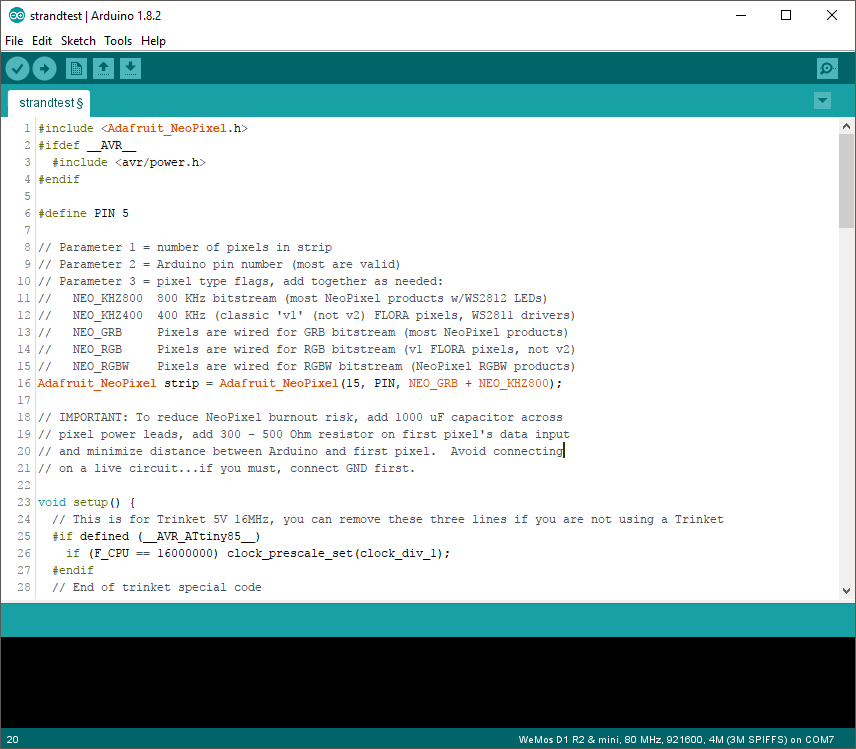 strandtest | Arduino 1.8.2
File Edit Sketch Tools Help
strandtest §
1 #include <Adafruit_NeoPixel.h>
2 #ifdef __AVR__
3   #include <avr/power.h>
4 #endif
5
6 #define PIN 5
7
8 // Parameter 1 = number of pixels in strip
9 // Parameter 2 = Arduino pin number (most are valid)
10 // Parameter 3 = pixel type flags, add together as needed:
11 //   NEO_KHZ800  800 KHz bitstream (most NeoPixel products w/WS2812 LEDs)
12 //   NEO_KHZ400  400 KHz (classic 'v1' (not v2) FLORA pixels, WS2811 drivers)
13 //   NEO_GRB     Pixels are wired for GRB bitstream (most NeoPixel products)
14 //   NEO_RGB     Pixels are wired for RGB bitstream (v1 FLORA pixels, not v2)
15 //   NEO_RGBW    Pixels are wired for RGBW bitstream (NeoPixel RGBW products)
16 Adafruit_NeoPixel strip = Adafruit_NeoPixel(15, PIN, NEO_GRB + NEO_KHZ800);
17
18 // IMPORTANT: To reduce NeoPixel burnout risk, add 1000 uF capacitor across
19 // pixel power leads, add 300 - 500 Ohm resistor on first pixel's data input
20 // and minimize distance between Arduino and first pixel.  Avoid connecting
21 // on a live circuit...if you must, connect GND first.
22
23 void setup() {
24   // This is for Trinket 5V 16MHz, you can remove these three lines if you are not using a Trinket
25   #if defined (__AVR_ATtiny85__)
26     if (F_CPU == 16000000) clock_prescale_set(clock_div_1);
27   #endif
28   // End of trinket special code
20
WeMos D1 R2 & mini, 80 MHz, 921600, 4M (3M SPIFFS) on COM7